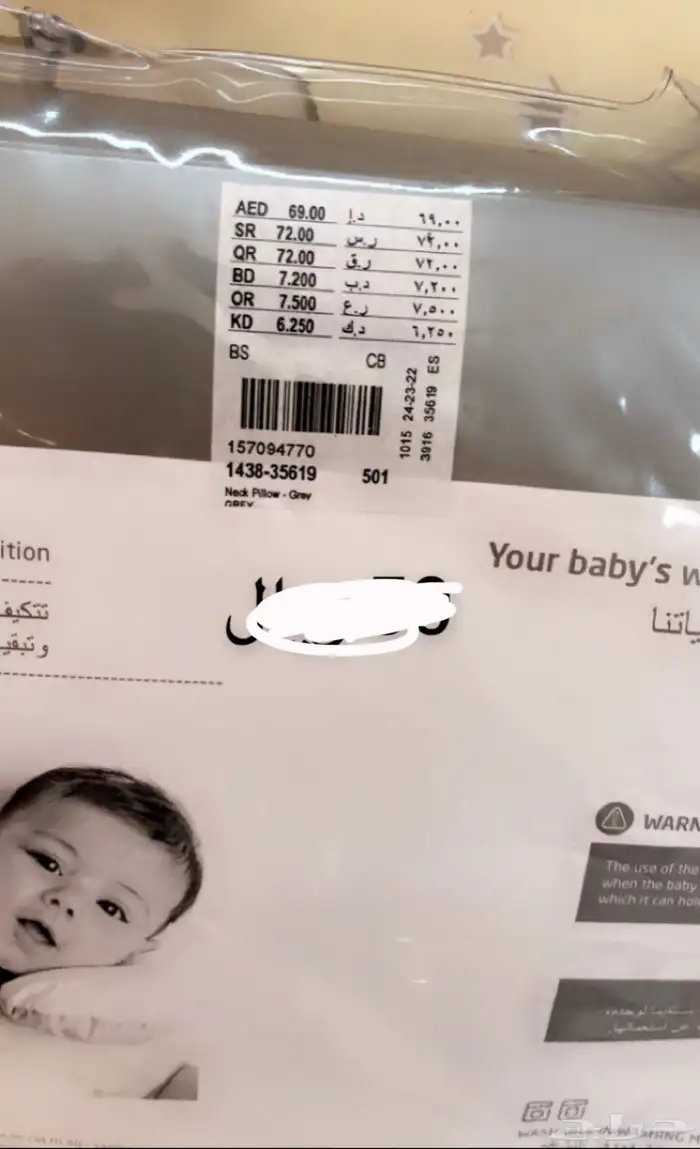 AED 69.00 د.إ ٦٩,٠٠
SR 72.00 ر.س ٧٢,٠٠
QR 72.00 ر.ق ٧٢,٠٠
BD 7.200 د.ب ٧,٢٠٠
OR 7.500 ر.ع ٧,٥٠٠
KD 6.250 د.ك ٦,٢٥٠
BS CB
1015 24-23-22
3916 35619 ES
157094770
1438-35619 501
Neck Pillow - Grey
GREY
ition
Your baby's w
وتبقي
WARN
The use of the
when the baby
which it can hol